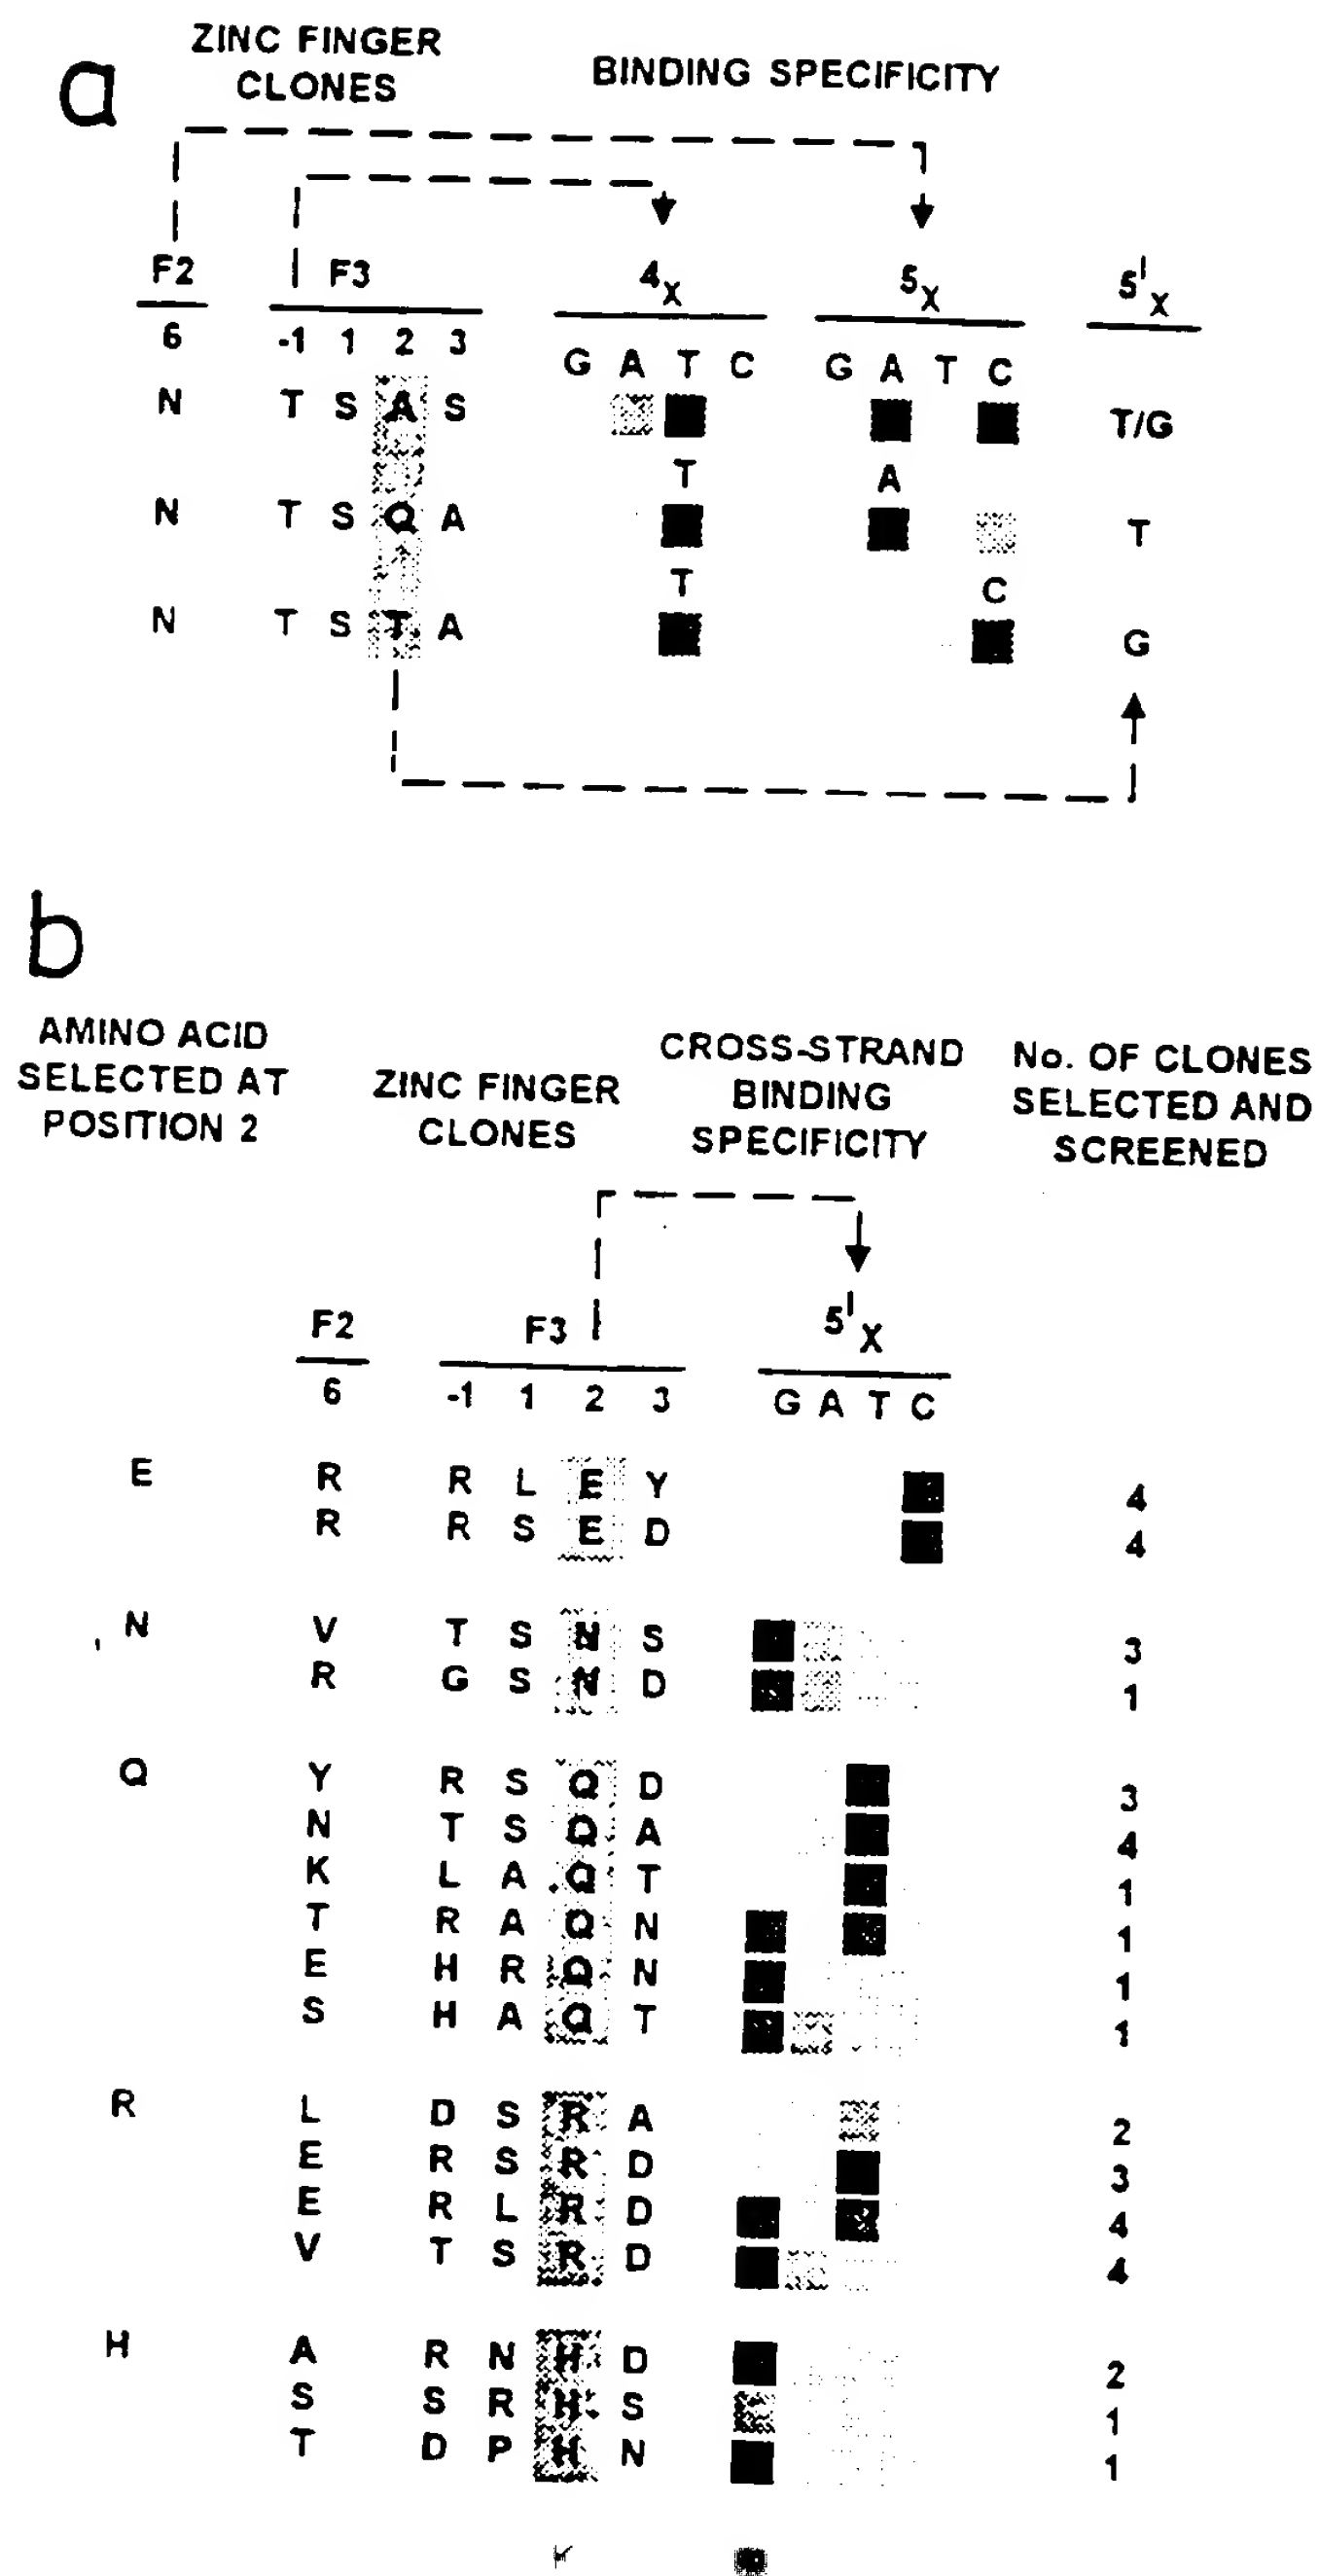 a
ZINC FINGER CLONES
BINDING SPECIFICITY
F2 F3 4X 5X 5'X
6 -1 1 2 3 G A T C G A T C
N T S A S T/G
T A
N T S Q A T
T C
N T S T A G
b
AMINO ACID SELECTED AT POSITION 2
ZINC FINGER CLONES
CROSS-STRAND BINDING SPECIFICITY
No. OF CLONES SELECTED AND SCREENED
F2 F3 5'X
6 -1 1 2 3 G A T C
E R R L E Y 4
R R S E D 4
N V T S N S 3
R G S N D 1
Q Y R S Q D 3
N T S Q A 4
K L A Q T 1
T R A Q N 1
E H R Q N 1
S H A Q T 1
R L D S R A 2
E R S R D 3
E R L R D 4
V T S R D 4
H A R N H D 2
S S R H S 1
T D P H N 1